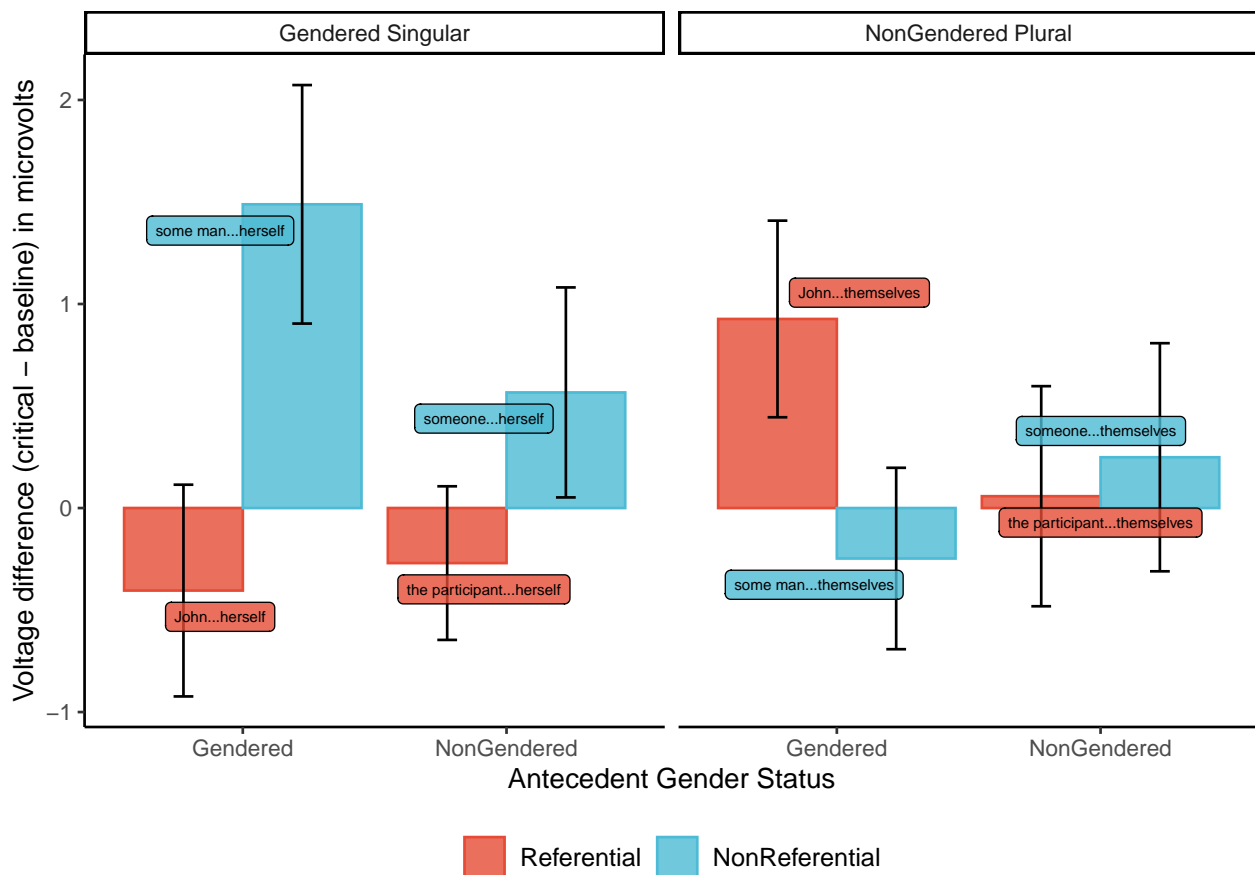 Gendered Singular
NonGendered Plural
Voltage difference (critical − baseline) in microvolts
2
1
0
−1
some man...herself
John...herself
someone...herself
the participant...herself
John...themselves
some man...themselves
someone...themselves
the participant...themselves
Gendered
NonGendered
Gendered
NonGendered
Antecedent Gender Status
Referential
NonReferential